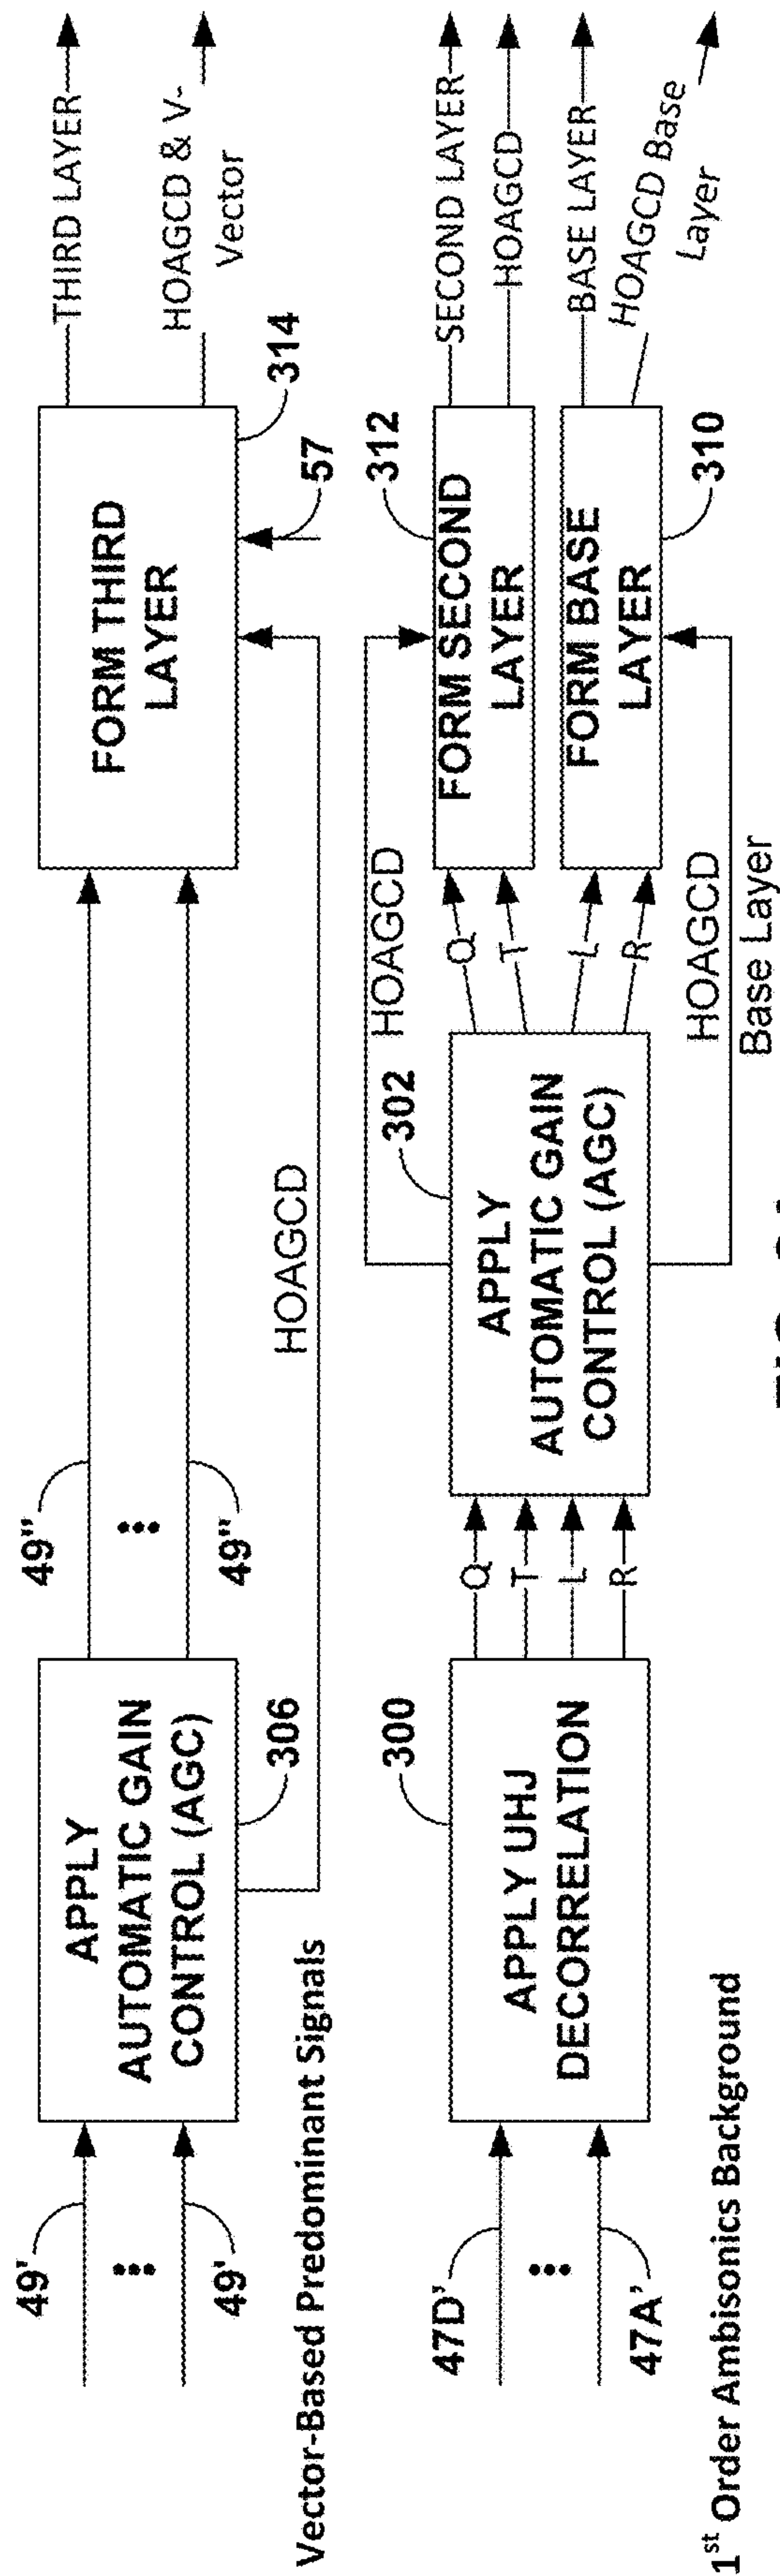 49'
49'
APPLY
AUTOMATIC GAIN
CONTROL (AGC)
306
49"
49"
HOAGCD
FORM THIRD
LAYER
314
57
THIRD LAYER
HOAGCD & V-
Vector
Vector-Based Predominant Signals
47D'
47A'
APPLY UHJ
DECORRELATION
300
Q
T
L
R
APPLY
AUTOMATIC GAIN
CONTROL (AGC)
302
HOAGCD
Q
T
L
R
HOAGCD
Base Layer
FORM SECOND
LAYER
312
FORM BASE
LAYER
310
SECOND LAYER
HOAGCD
BASE LAYER
HOAGCD Base
Layer
1st Order Ambisonics Background